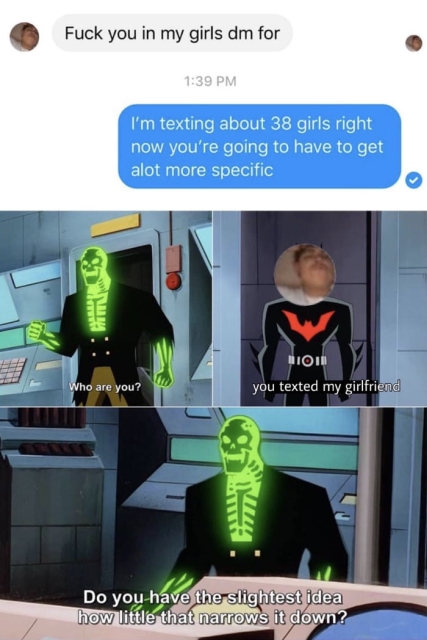 Fuck you in my girls dm for
1:39 PM
I'm texting about 38 girls right
now you're going to have to get
alot more specific
Who are you?
you texted my girlfriend
Do you have the slightest idea
how little that narrows it down?